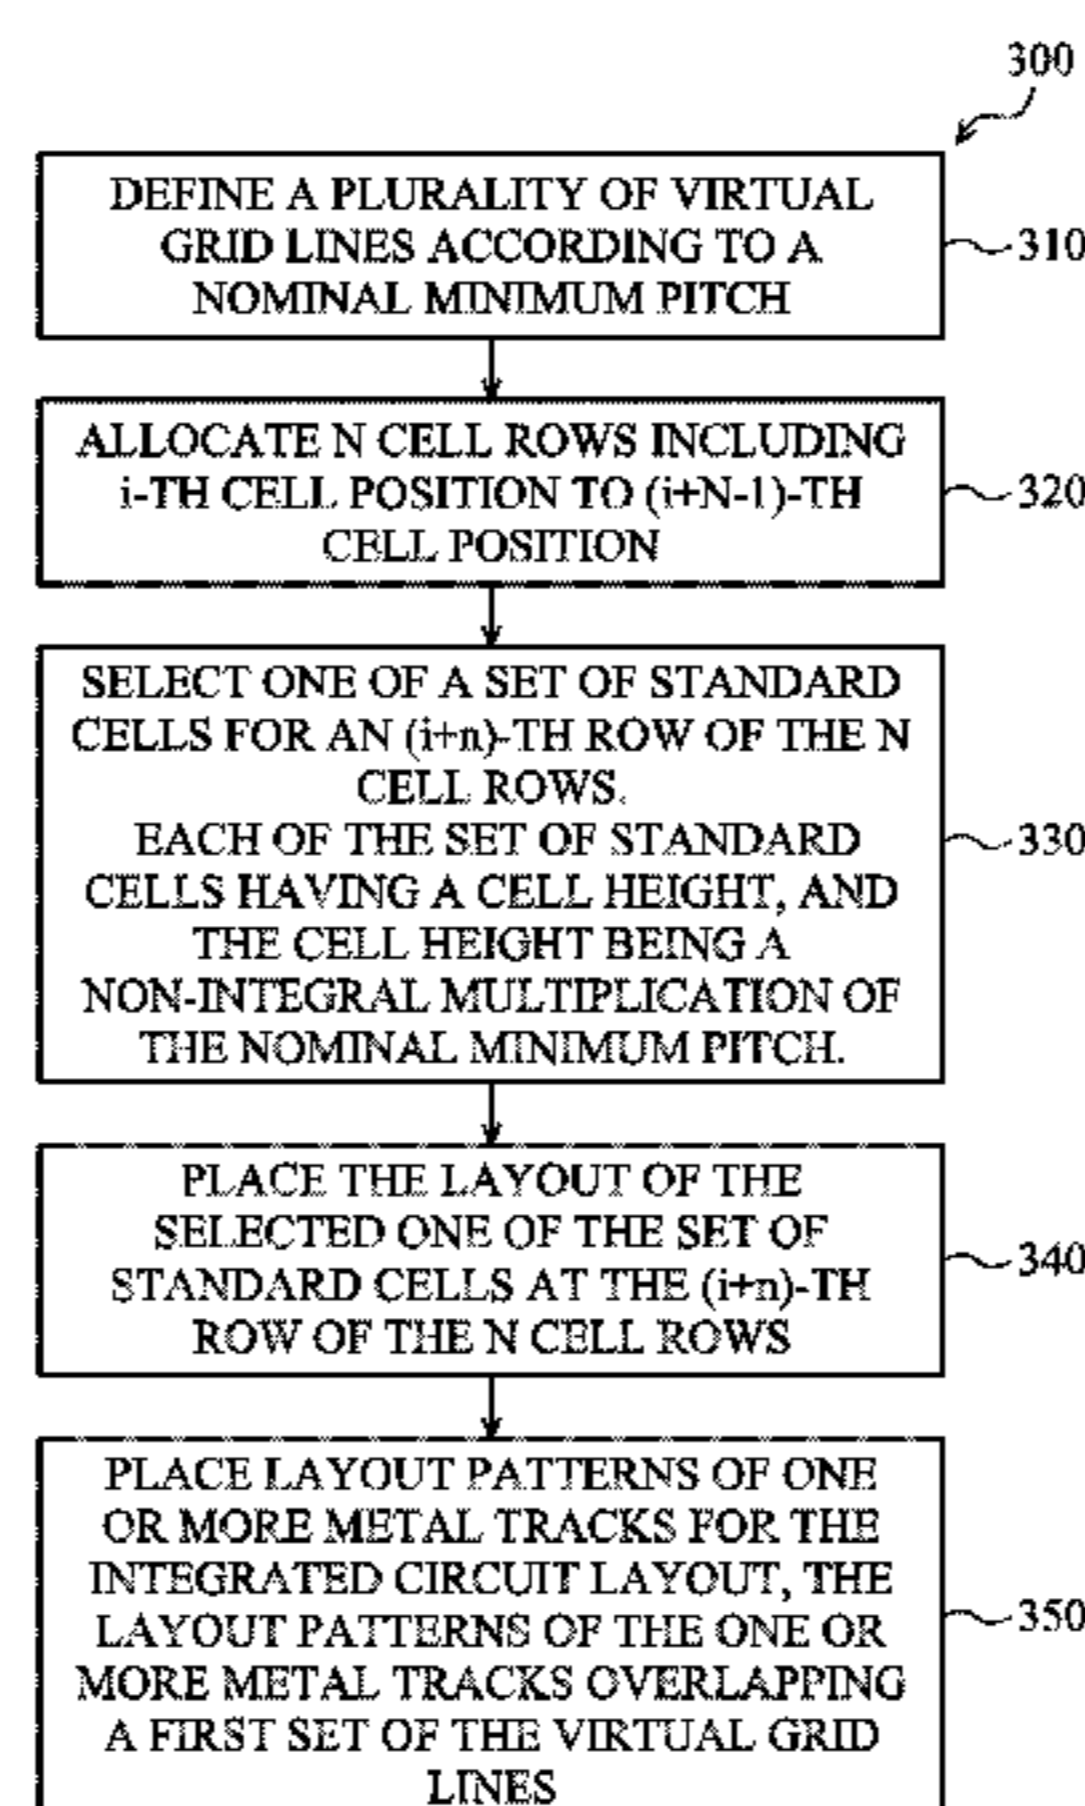 300
DEFINE A PLURALITY OF VIRTUAL
GRID LINES ACCORDING TO A
NOMINAL MINIMUM PITCH
310
ALLOCATE N CELL ROWS INCLUDING
i-TH CELL POSITION TO (i+N-1)-TH
CELL POSITION
320
SELECT ONE OF A SET OF STANDARD
CELLS FOR AN (i+n)-TH ROW OF THE N
CELL ROWS.
EACH OF THE SET OF STANDARD
CELLS HAVING A CELL HEIGHT, AND
THE CELL HEIGHT BEING A
NON-INTEGRAL MULTIPLICATION OF
THE NOMINAL MINIMUM PITCH.
330
PLACE THE LAYOUT OF THE
SELECTED ONE OF THE SET OF
STANDARD CELLS AT THE (i+n)-TH
ROW OF THE N CELL ROWS
340
PLACE LAYOUT PATTERNS OF ONE
OR MORE METAL TRACKS FOR THE
INTEGRATED CIRCUIT LAYOUT, THE
LAYOUT PATTERNS OF THE ONE OR
MORE METAL TRACKS OVERLAPPING
A FIRST SET OF THE VIRTUAL GRID
LINES
350